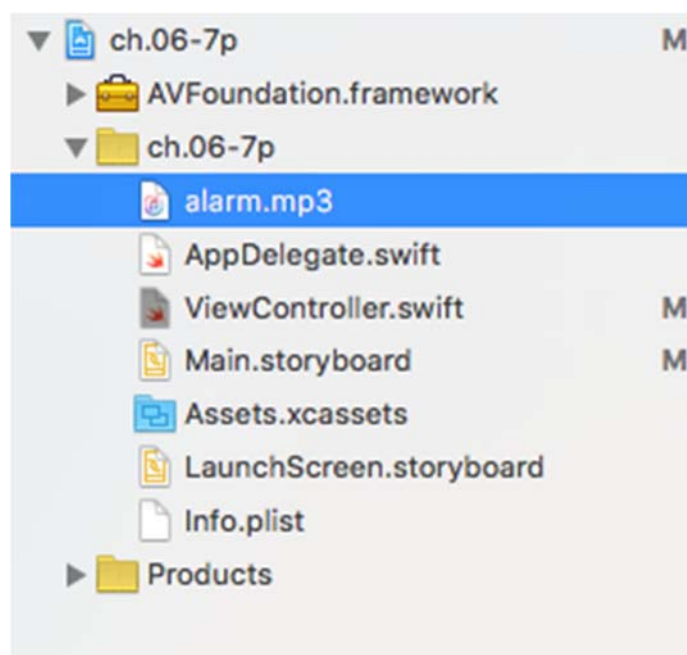 ch.06-7p M
AVFoundation.framework
ch.06-7p
alarm.mp3
AppDelegate.swift
ViewController.swift M
Main.storyboard M
Assets.xcassets
LaunchScreen.storyboard
Info.plist
Products